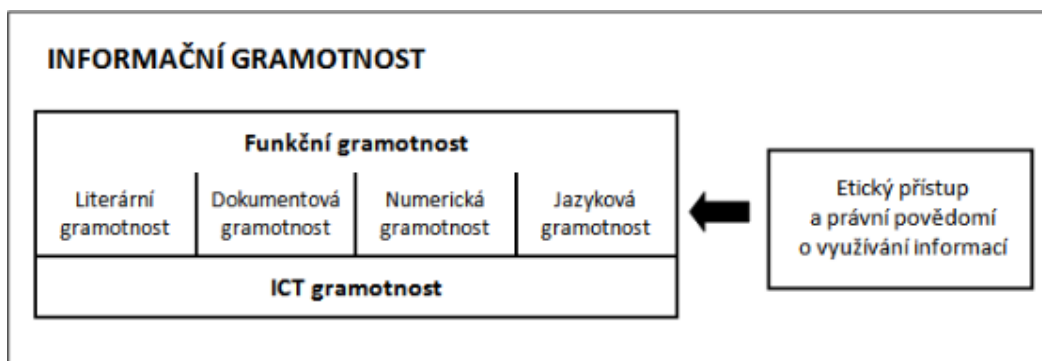 INFORMAČNÍ GRAMOTNOST
Funkční gramotnost
Literární
gramotnost
Dokumentová
gramotnost
Numerická
gramotnost
Jazyková
gramotnost
ICT gramotnost
Etický přístup
a právní povědomí
o využívání informací